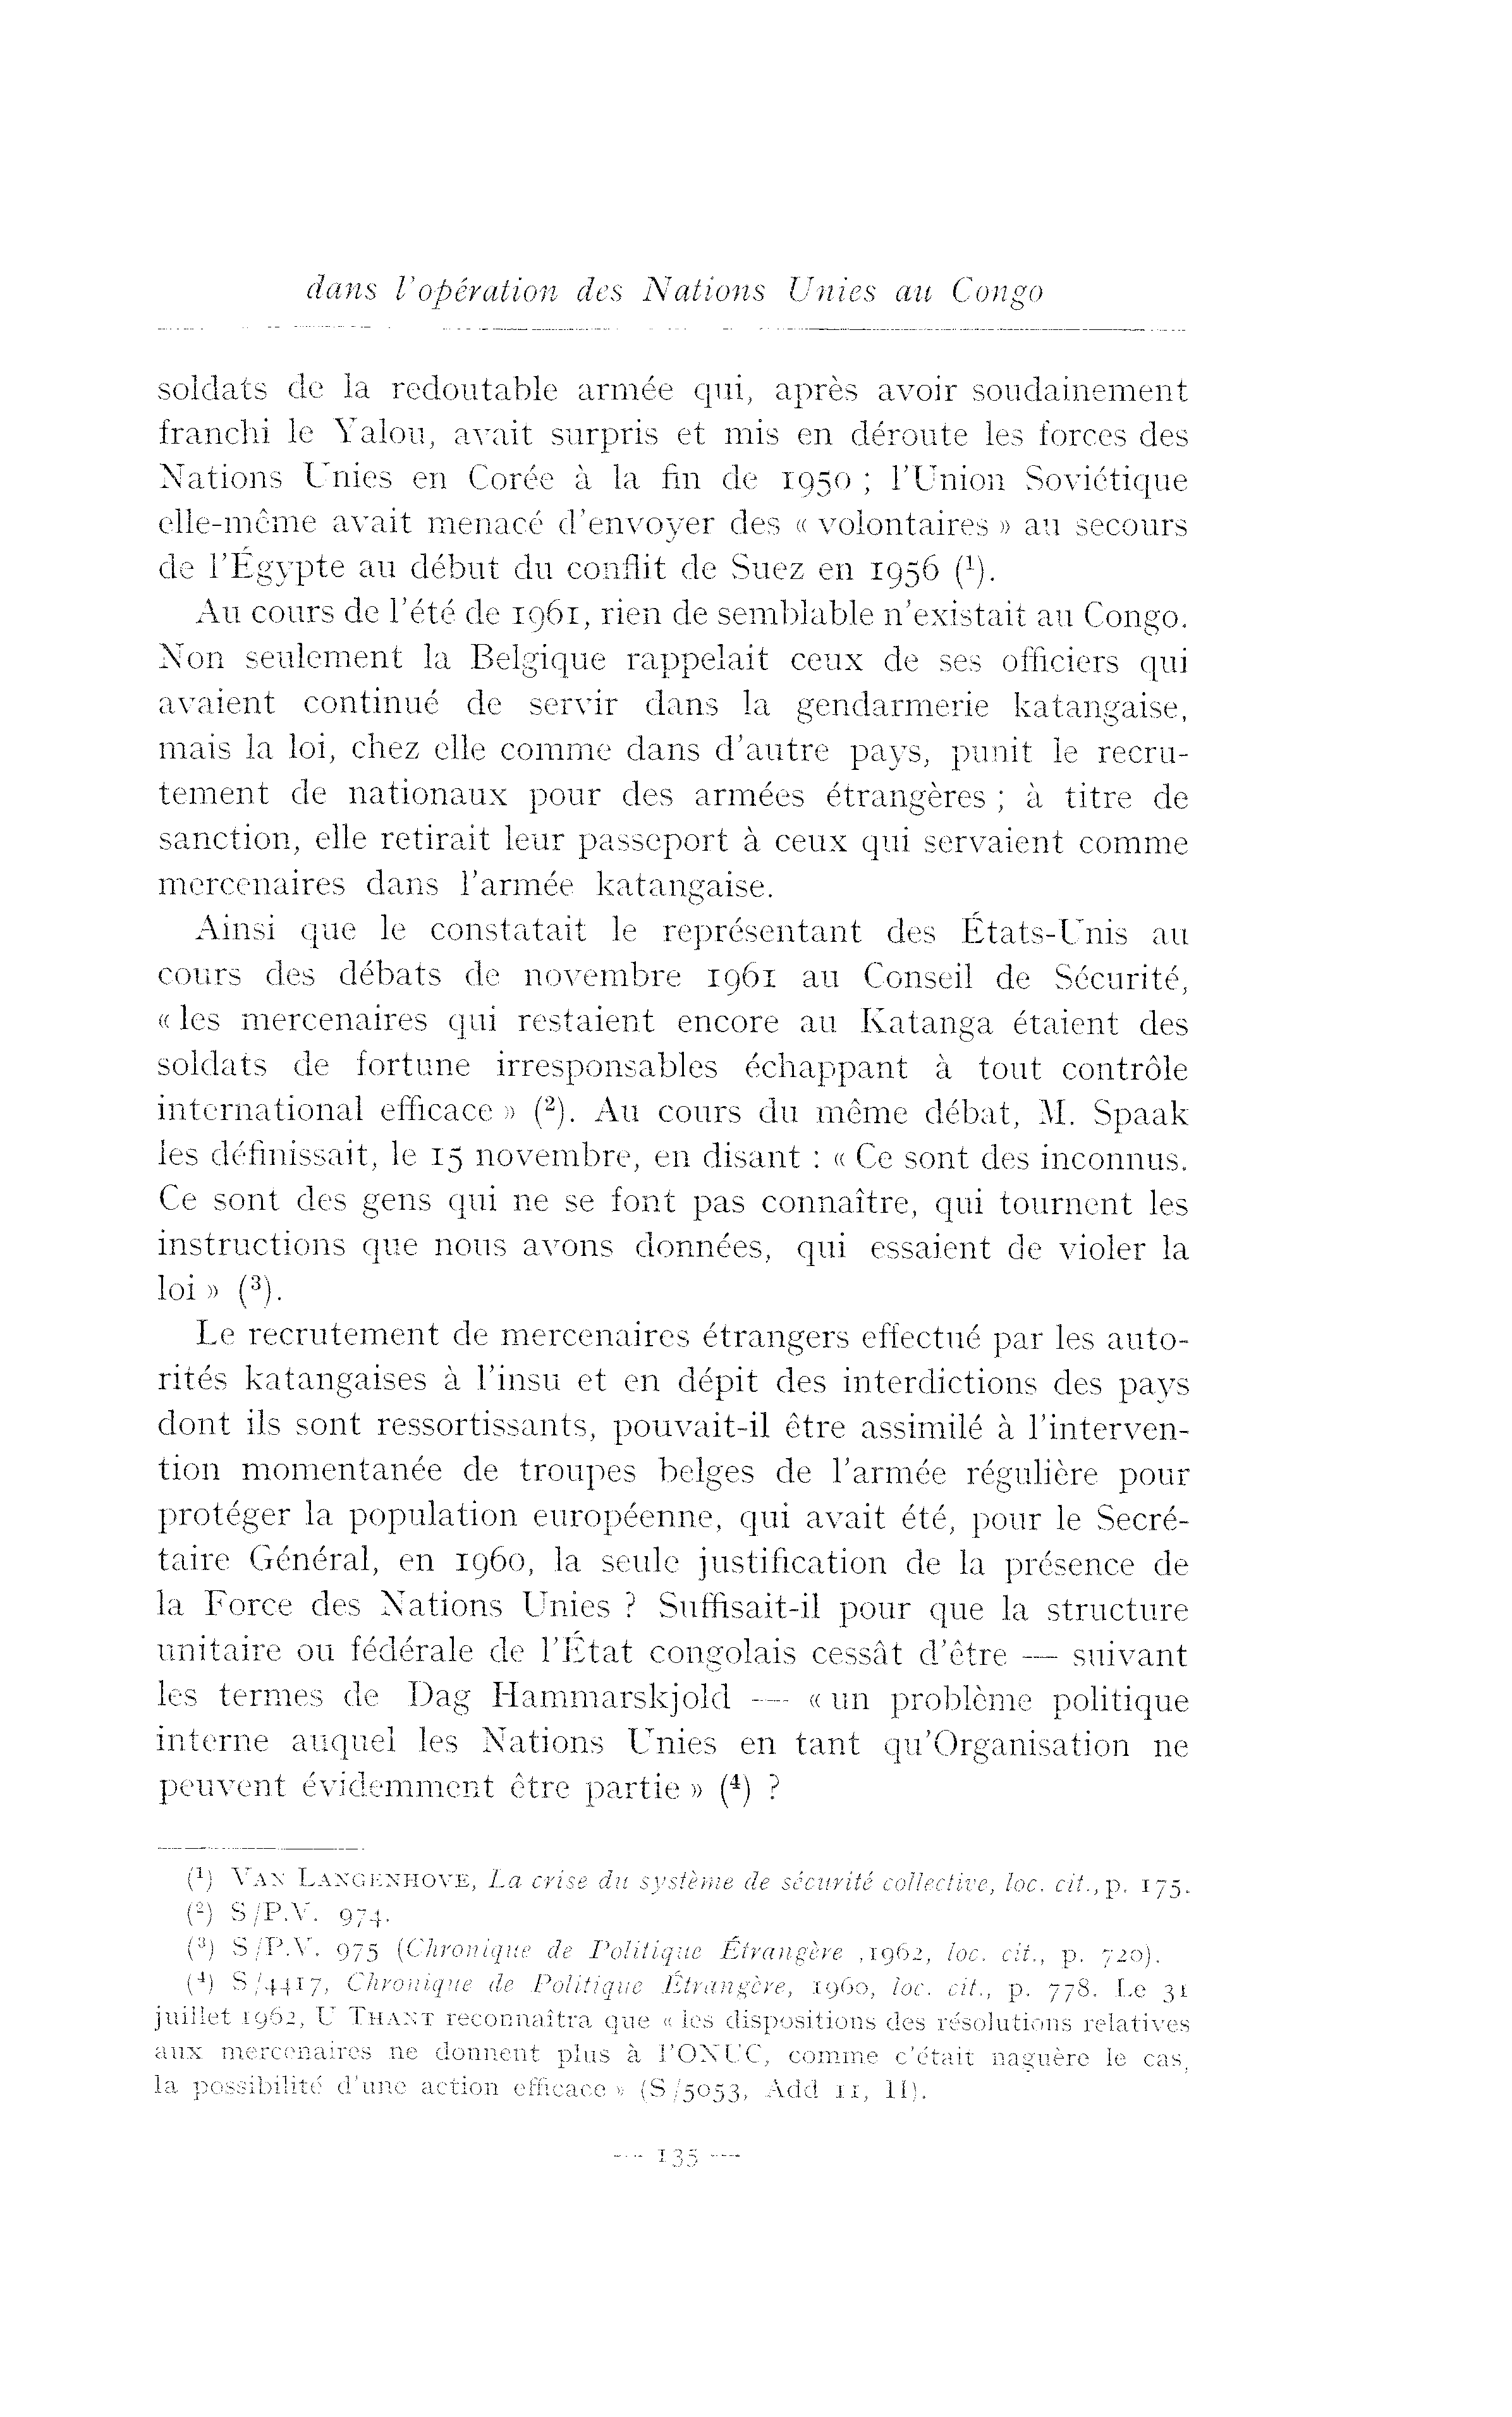 dans l'opération des Nations Unies au Congo
soldats de la redoutable armée qui, après avoir soudainement
franchi le Yalou, avait surpris et mis en déroute les forces des
Nations Unies en Corée à la fin de 1950 ; l'Union Soviétique
elle-même avait menacé d'envoyer des « volontaires » au secours
de l'Égypte au début du conflit de Suez en 1956 (¹).
Au cours de l'été de 1961, rien de semblable n'existait au Congo.
Non seulement la Belgique rappelait ceux de ses officiers qui
avaient continué de servir dans la gendarmerie katangaise,
mais la loi, chez elle comme dans d'autre pays, punit le recru-
tement de nationaux pour des armées étrangères ; à titre de
sanction, elle retirait leur passeport à ceux qui servaient comme
mercenaires dans l'armée katangaise.
Ainsi que le constatait le représentant des États-Unis au
cours des débats de novembre 1961 au Conseil de Sécurité,
« les mercenaires qui restaient encore au Katanga étaient des
soldats de fortune irresponsables échappant à tout contrôle
international efficace » (²). Au cours du même débat, M. Spaak
les définissait, le 15 novembre, en disant : « Ce sont des inconnus.
Ce sont des gens qui ne se font pas connaître, qui tournent les
instructions que nous avons données, qui essaient de violer la
loi » (³).
Le recrutement de mercenaires étrangers effectué par les auto-
rités katangaises à l'insu et en dépit des interdictions des pays
dont ils sont ressortissants, pouvait-il être assimilé à l'interven-
tion momentanée de troupes belges de l'armée régulière pour
protéger la population européenne, qui avait été, pour le Secré-
taire Général, en 1960, la seule justification de la présence de
la Force des Nations Unies ? Suffisait-il pour que la structure
unitaire ou fédérale de l'État congolais cessât d'être — suivant
les termes de Dag Hammarskjold — « un problème politique
interne auquel les Nations Unies en tant qu'Organisation ne
peuvent évidemment être partie » (⁴) ?
(¹) VAN LANGENHOVE, La crise du système de sécurité collective, loc. cit., p. 175.
(²) S/P.V. 974.
(³) S/P.V. 975 (Chronique de Politique Étrangère ,1962, loc. cit., p. 720).
(⁴) S/4417, Chronique de Politique Étrangère, 1960, loc. cit., p. 778. Le 31
juillet 1962, U THANT reconnaîtra que « les dispositions des résolutions relatives
aux mercenaires ne donnent plus à l'ONUC, comme c'était naguère le cas,
la possibilité d'une action efficace » (S/5053, Add 11, II).
— 135 —